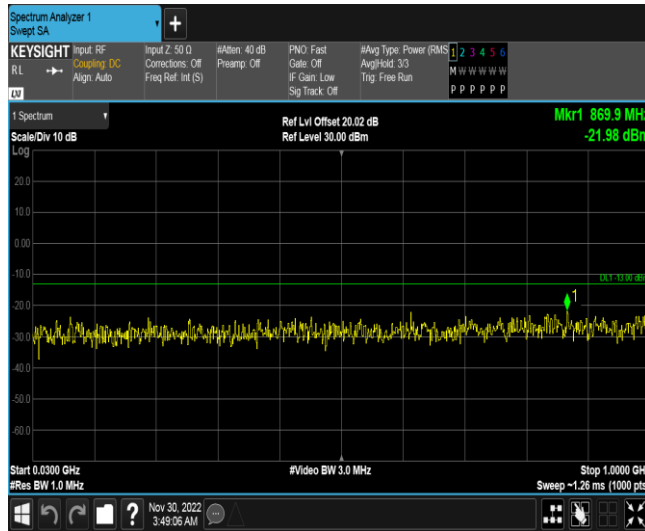 Spectrum Analyzer 1
Swept SA
+
KEYSIGHT
RL
LXI
Input: RF
Coupling: DC
Align: Auto
Input Z: 50 Ω
Corrections: Off
Freq Ref: Int (S)
#Atten: 40 dB
Preamp: Off
PNO: Fast
Gate: Off
IF Gain: Low
Sig Track: Off
#Avg Type: Power (RMS
Avg|Hold: 3/3
Trig: Free Run
1 2 3 4 5 6
M W W W W W
P P P P P P
1 Spectrum
Scale/Div 10 dB
Ref Lvl Offset 20.02 dB
Ref Level 30.00 dBm
Mkr1 869.9 MHz
-21.98 dBm
Log
20.0
10.0
0.00
-10.0
DL1 -13.00 dBm
1
-20.0
-30.0
-40.0
-50.0
-60.0
Start 0.0300 GHz
#Res BW 1.0 MHz
#Video BW 3.0 MHz
Stop 1.0000 GH
Sweep ~1.26 ms (1000 pts
?
Nov 30, 2022
3:49:06 AM